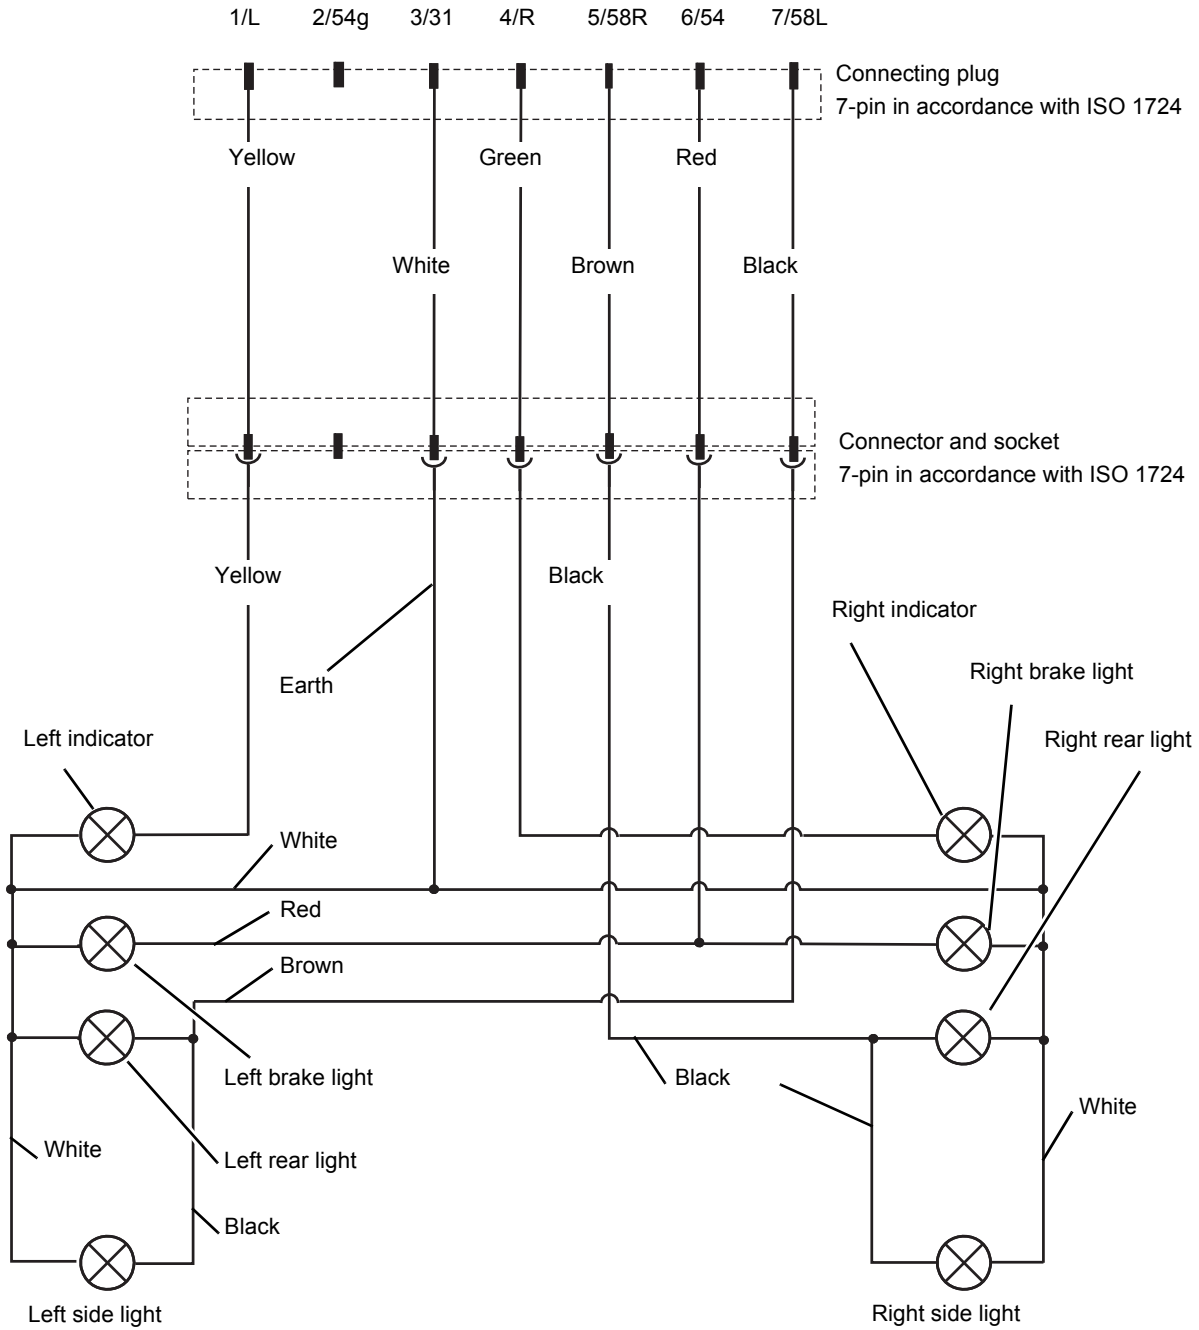 1/L 2/54g 3/31 4/R 5/58R 6/54 7/58L
Connecting plug
7-pin in accordance with ISO 1724
Yellow Green Red
White Brown Black
Connector and socket
7-pin in accordance with ISO 1724
Yellow Black
Right indicator
Right brake light
Earth
Left indicator
Right rear light
White
Red
Brown
Left brake light
Black
White
White
Left rear light
Black
Left side light
Right side light